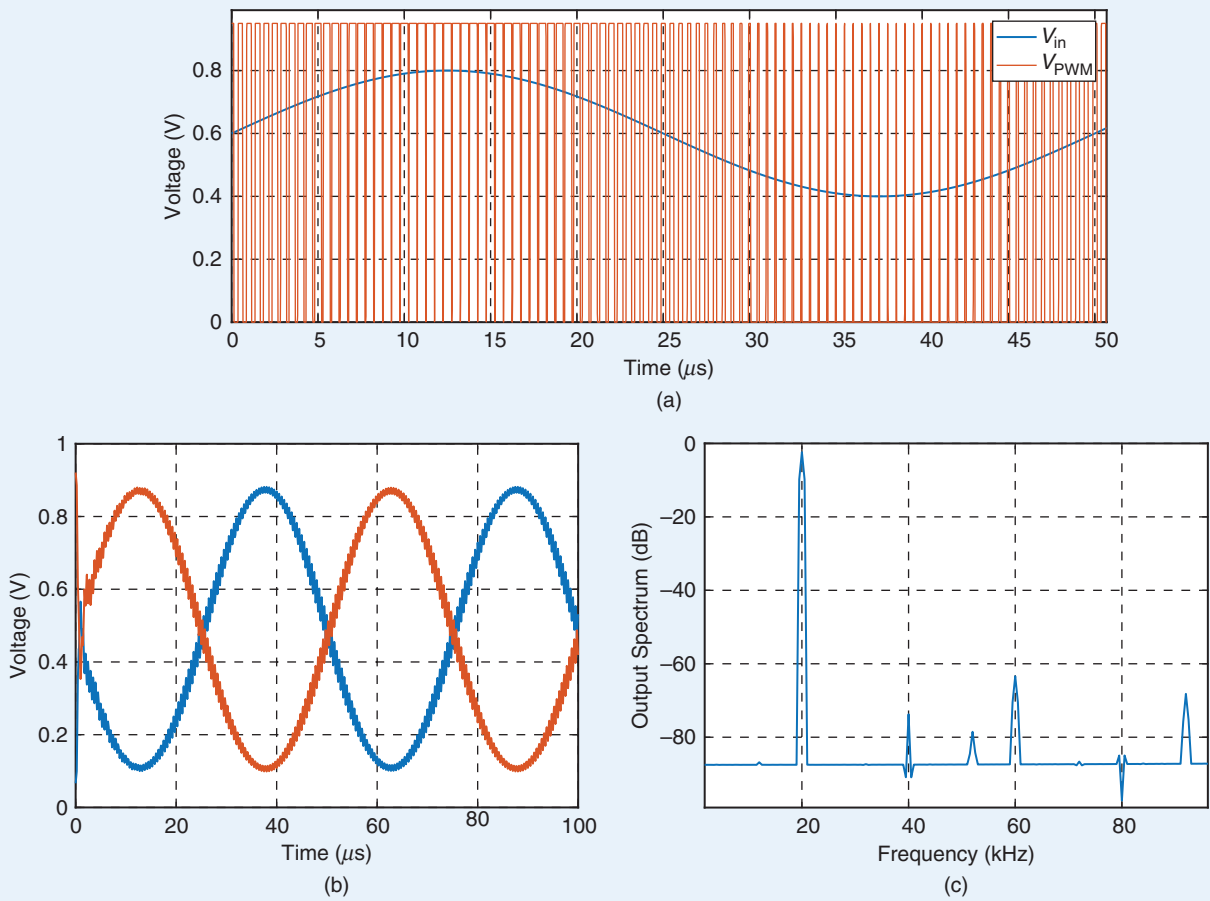 V_in
V_PWM
Voltage (V)
0.8
0.6
0.4
0.2
0
0 5 10 15 20 25 30 35 40 45 50
Time (μs)
(a)
Voltage (V)
1
0.8
0.6
0.4
0.2
0
0 20 40 60 80 100
Time (μs)
(b)
Output Spectrum (dB)
0
–20
–40
–60
–80
20 40 60 80
Frequency (kHz)
(c)